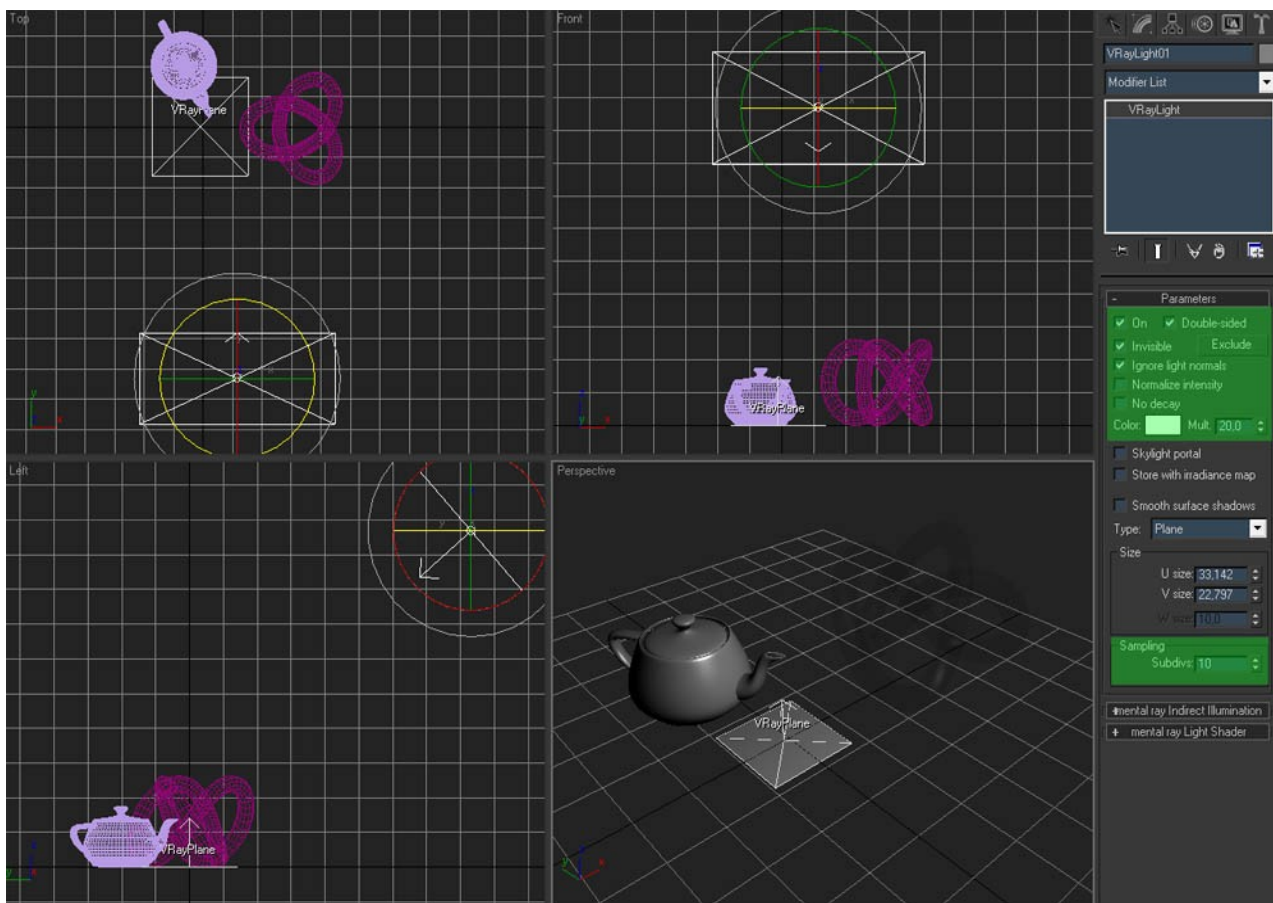 Top
VRayPlane
y
x
Front
x
VRayPlane
y
x
Left
y
VRayPlane
y
Perspective
VRayPlane
y
x
VRayLight01
Modifier List
VRayLight
- Parameters
On Double-sided
Invisible Exclude
Ignore light normals
Normalize intensity
No decay
Color: Mult. 20,0
Skylight portal
Store with irradiance map
Smooth surface shadows
Type: Plane
Size
U size: 33,142
V size: 22,797
W size: 10,0
Sampling
Subdivs: 10
+ mental ray Indirect Illumination
+ mental ray Light Shader